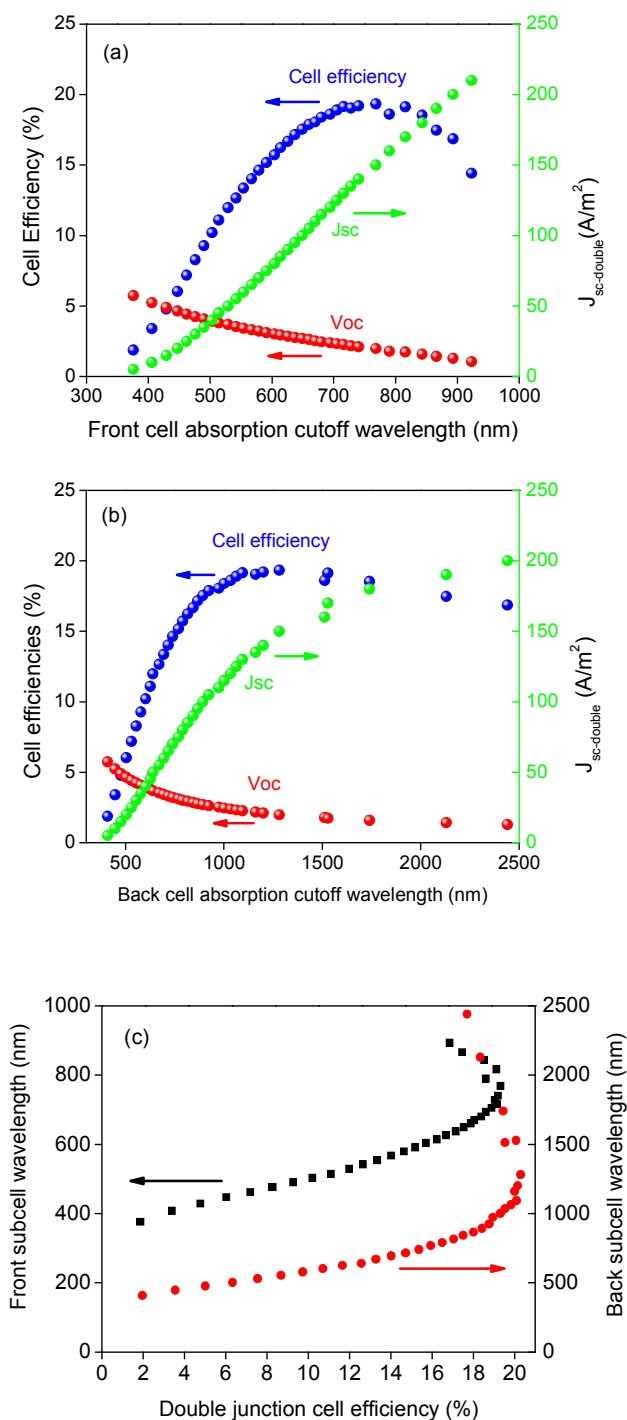 (a)
Cell efficiency
Jsc
Voc
Cell Efficiency (%)
0
5
10
15
20
25
J_sc-double (A/m²)
0
50
100
150
200
250
300 400 500 600 700 800 900 1000
Front cell absorption cutoff wavelength (nm)
(b)
Cell efficiency
Jsc
Voc
Cell efficiencies (%)
0
5
10
15
20
25
J_sc-double (A/m²)
0
50
100
150
200
250
500 1000 1500 2000 2500
Back cell absorption cutoff wavelength (nm)
(c)
Front subcell wavelength (nm)
0
200
400
600
800
1000
Back subcell wavelength (nm)
0
500
1000
1500
2000
2500
0 2 4 6 8 10 12 14 16 18 20
Double junction cell efficiency (%)